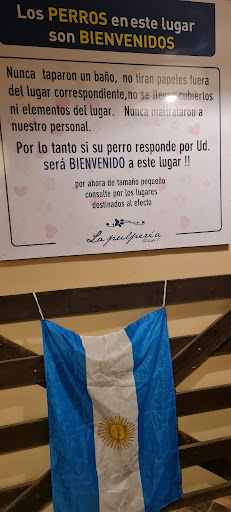 Los PERROS en este lugar
son BIENVENIDOS
Nunca taparon un baño, no tiran papeles fuera
del lugar correspondiente, no se llevan cubiertos
ni elementos del lugar. Nunca maltrataron a
nuestro personal.
Por lo tanto si su perro responde por Ud.
será BIENVENIDO a este lugar !!
por ahora de tamaño pequeño
consulte por los lugares
destinados al efecto
La pulpería